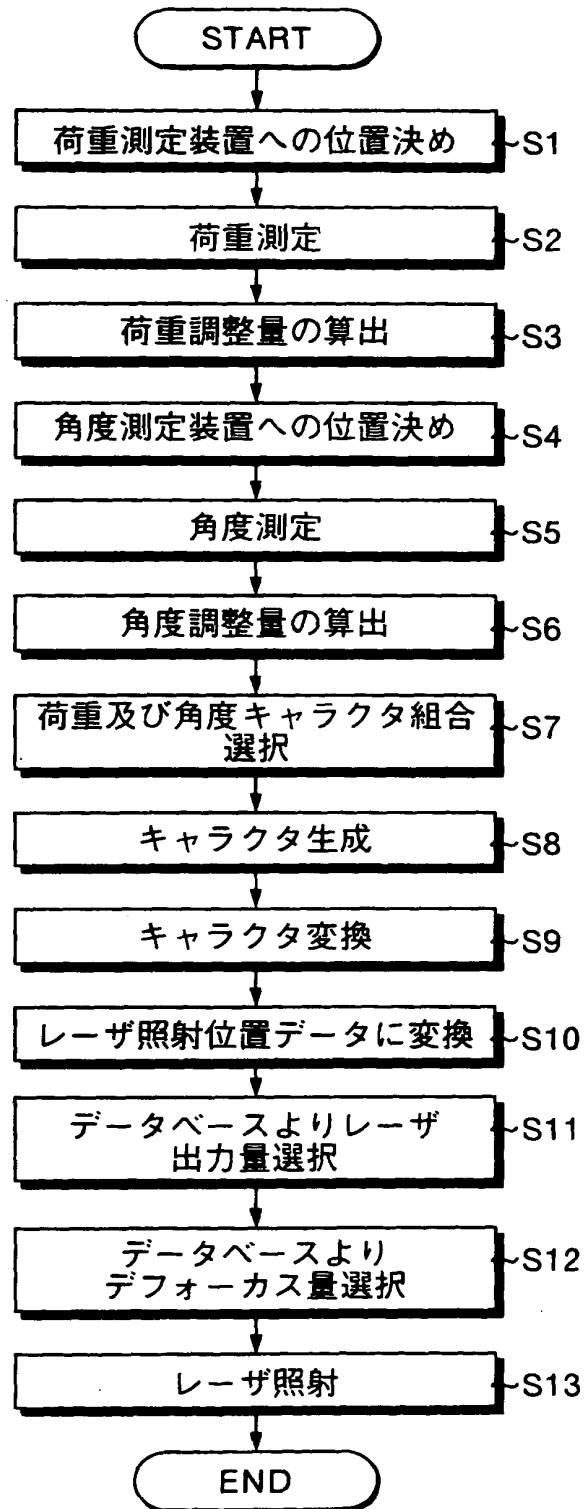 START
荷重測定装置への位置決め
~S1
荷重測定
~S2
荷重調整量の算出
~S3
角度測定装置への位置決め
~S4
角度測定
~S5
角度調整量の算出
~S6
荷重及び角度キャラクタ組合
選択
~S7
キャラクタ生成
~S8
キャラクタ変換
~S9
レーザ照射位置データに変換
~S10
データベースよりレーザ
出力量選択
~S11
データベースより
デフォーカス量選択
~S12
レーザ照射
~S13
END